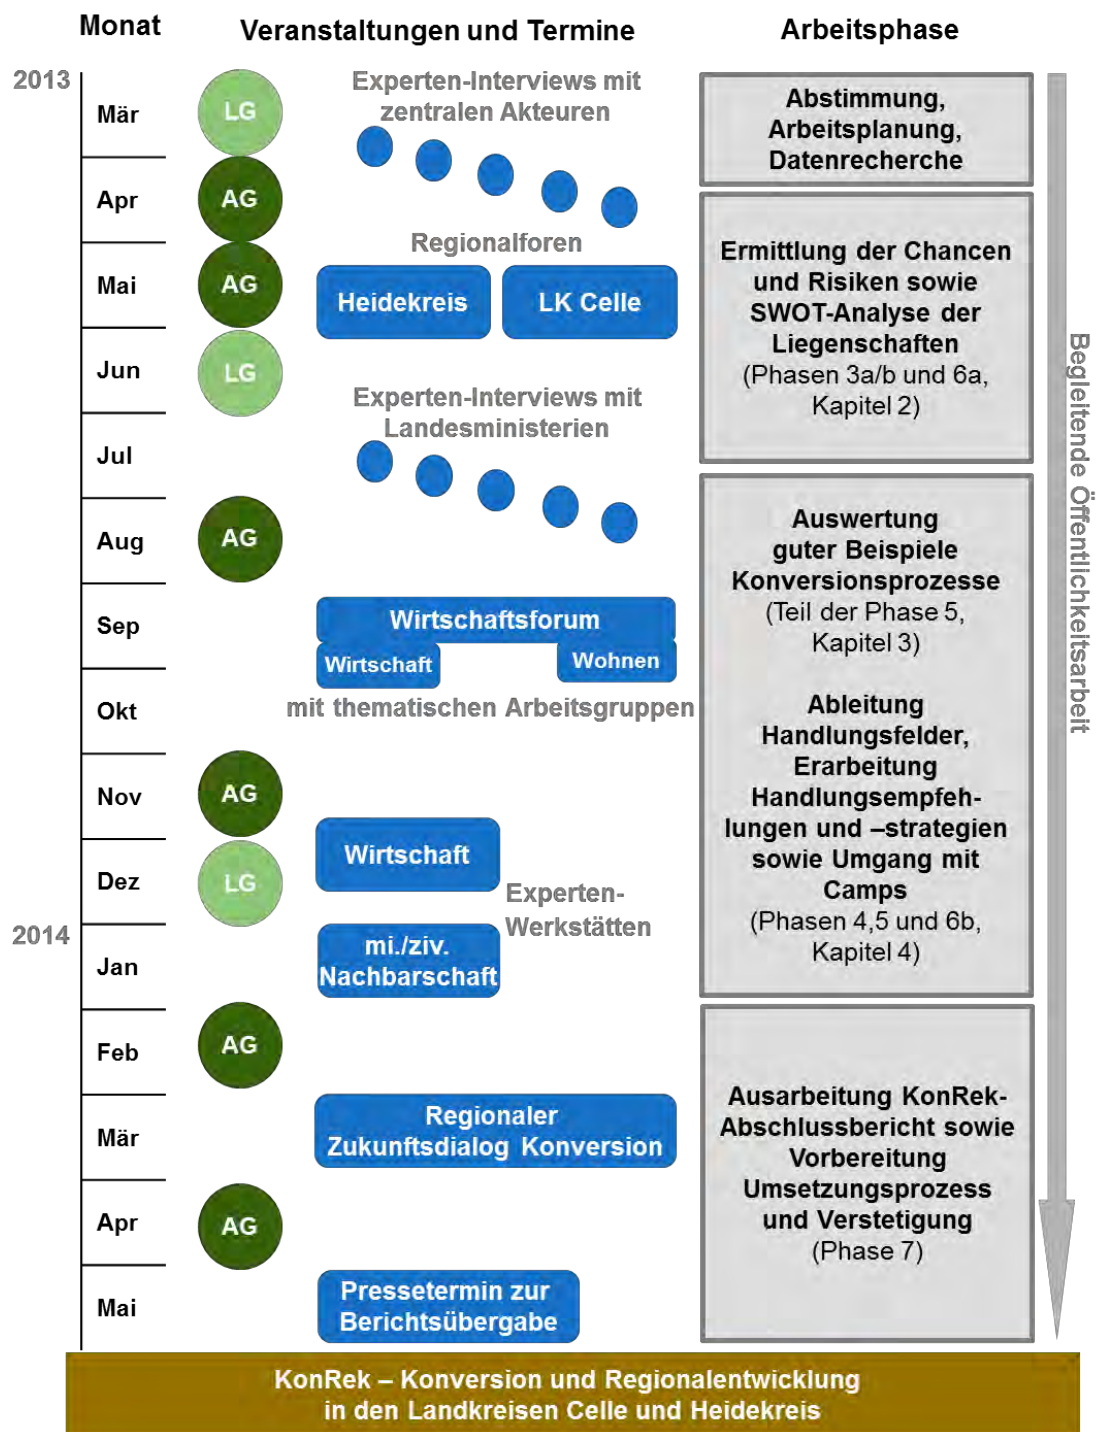 Monat
Veranstaltungen und Termine
Arbeitsphase
2013
Mär
Apr
Mai
Jun
Jul
Aug
Sep
Okt
Nov
Dez
2014
Jan
Feb
Mär
Apr
Mai
LG
AG
AG
LG
AG
AG
LG
AG
AG
Experten-Interviews mit
zentralen Akteuren
Regionalforen
Heidekreis
LK Celle
Experten-Interviews mit
Landesministerien
Wirtschaftsforum
Wirtschaft
Wohnen
mit thematischen Arbeitsgruppen
Wirtschaft
Experten-
Werkstätten
mi./ziv.
Nachbarschaft
Regionaler
Zukunftsdialog Konversion
Pressetermin zur
Berichtsübergabe
Abstimmung,
Arbeitsplanung,
Datenrecherche
Ermittlung der Chancen
und Risiken sowie
SWOT-Analyse der
Liegenschaften
(Phasen 3a/b und 6a,
Kapitel 2)
Auswertung
guter Beispiele
Konversionsprozesse
(Teil der Phase 5,
Kapitel 3)
Ableitung
Handlungsfelder,
Erarbeitung
Handlungsempfeh-
lungen und –strategien
sowie Umgang mit
Camps
(Phasen 4,5 und 6b,
Kapitel 4)
Ausarbeitung KonRek-
Abschlussbericht sowie
Vorbereitung
Umsetzungsprozess
und Verstetigung
(Phase 7)
Begleitende Öffentlichkeitsarbeit
KonRek – Konversion und Regionalentwicklung
in den Landkreisen Celle und Heidekreis